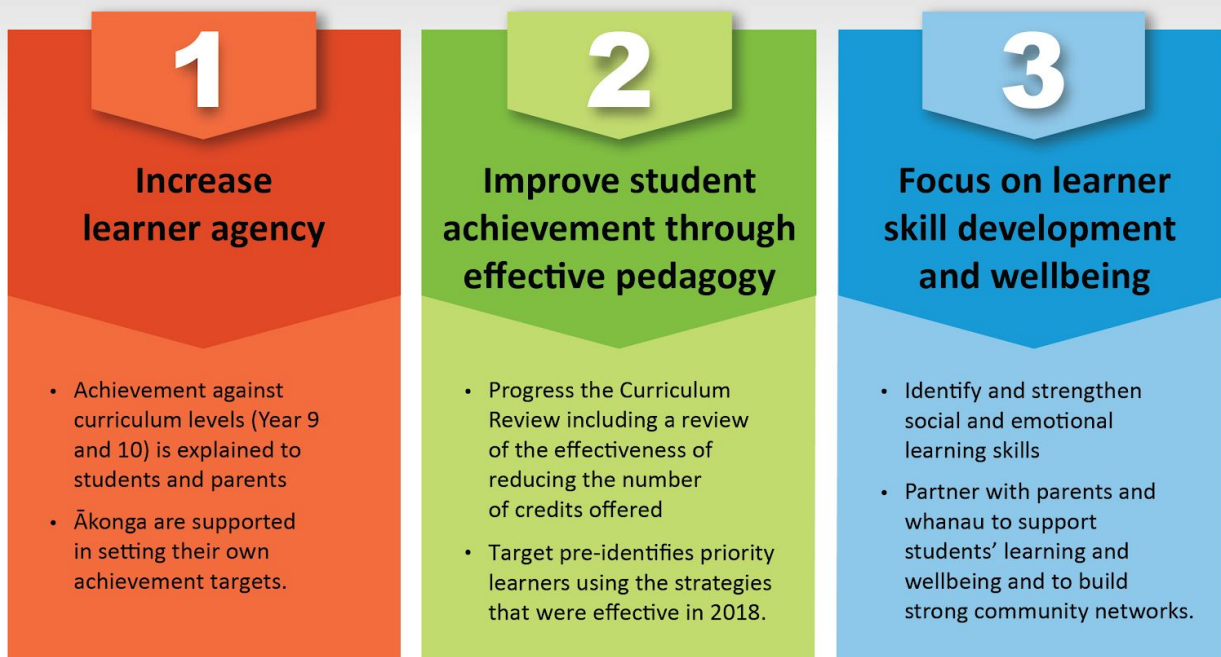 1
Increase
learner agency
• Achievement against
curriculum levels (Year 9
and 10) is explained to
students and parents
• Ākonga are supported
in setting their own
achievement targets.
2
Improve student
achievement through
effective pedagogy
• Progress the Curriculum
Review including a review
of the effectiveness of
reducing the number
of credits offered
• Target pre-identifies priority
learners using the strategies
that were effective in 2018.
3
Focus on learner
skill development
and wellbeing
• Identify and strengthen
social and emotional
learning skills
• Partner with parents and
whanau to support
students’ learning and
wellbeing and to build
strong community networks.